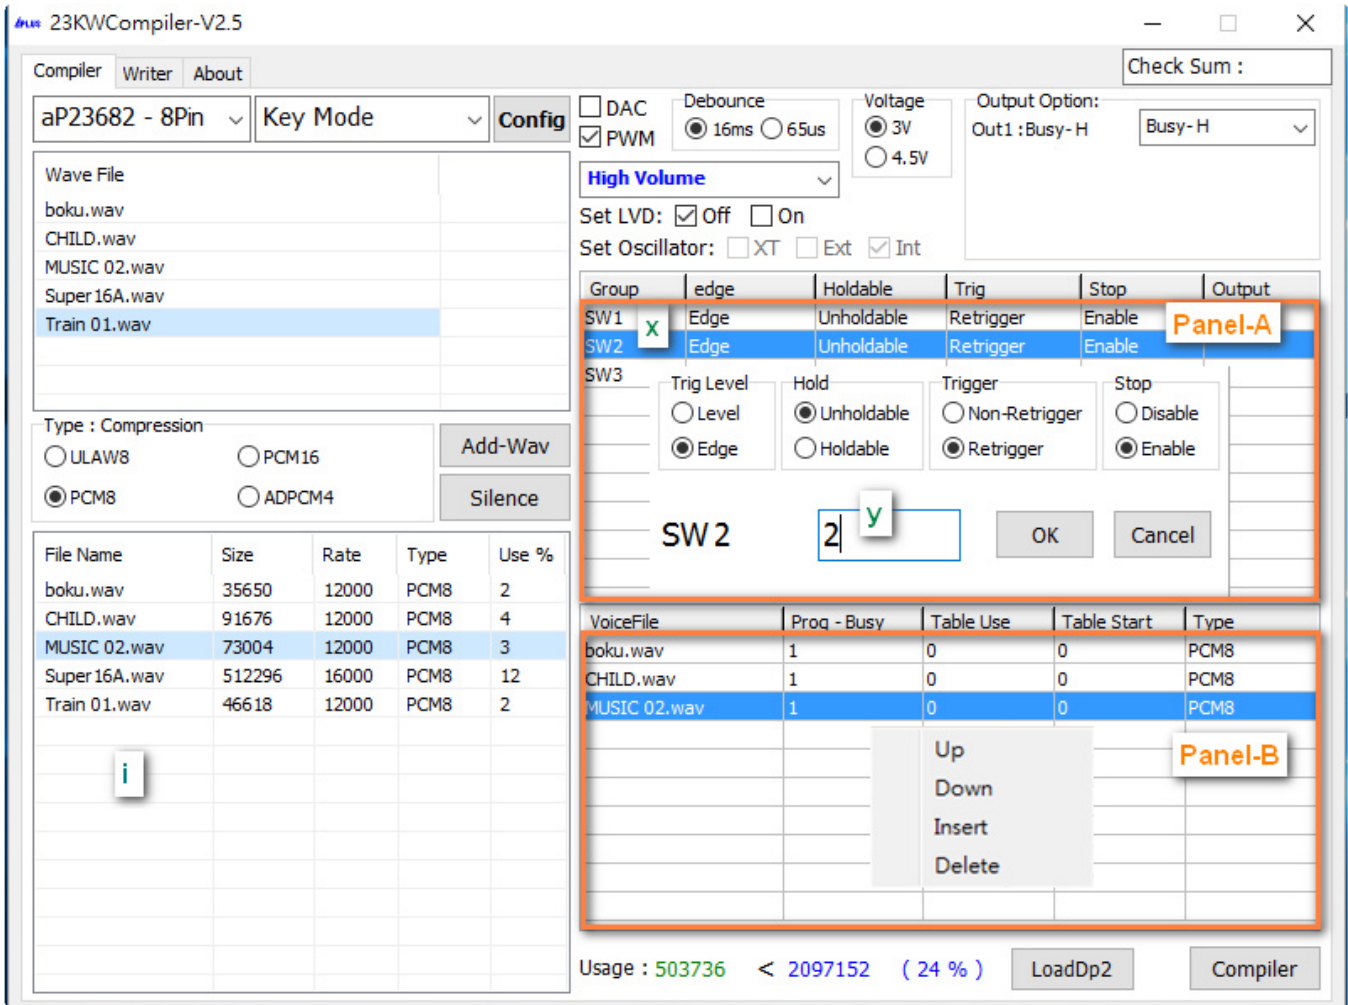 APLUS 23KWCompiler-V2.5
Compiler Writer About
Check Sum :
aP23682 - 8Pin Key Mode Config
DAC
PWM
Debounce
16ms 65us
Voltage
3V
4.5V
Output Option:
Out1:Busy-H Busy-H
High Volume
Set LVD: Off On
Set Oscillator: XT Ext Int
Wave File
boku.wav
CHILD.wav
MUSIC 02.wav
Super16A.wav
Train 01.wav
Type : Compression
ULAW8 PCM16
PCM8 ADPCM4
Add-Wav
Silence
File Name Size Rate Type Use %
boku.wav 35650 12000 PCM8 2
CHILD.wav 91676 12000 PCM8 4
MUSIC 02.wav 73004 12000 PCM8 3
Super16A.wav 512296 16000 PCM8 12
Train 01.wav 46618 12000 PCM8 2
i
Group edge Holdable Trig Stop Output
SW1 Edge Unholdable Retrigger Enable
x
Panel-A
SW2 Edge Unholdable Retrigger Enable
SW3
Trig Level Hold Trigger Stop
Level Unholdable Non-Retrigger Disable
Edge Holdable Retrigger Enable
SW2 2 y OK Cancel
VoiceFile Prog - Busy Table Use Table Start Type
boku.wav 1 0 0 PCM8
CHILD.wav 1 0 0 PCM8
MUSIC 02.wav 1 0 0 PCM8
Panel-B
Up
Down
Insert
Delete
Usage : 503736 < 2097152 ( 24 % ) LoadDp2 Compiler